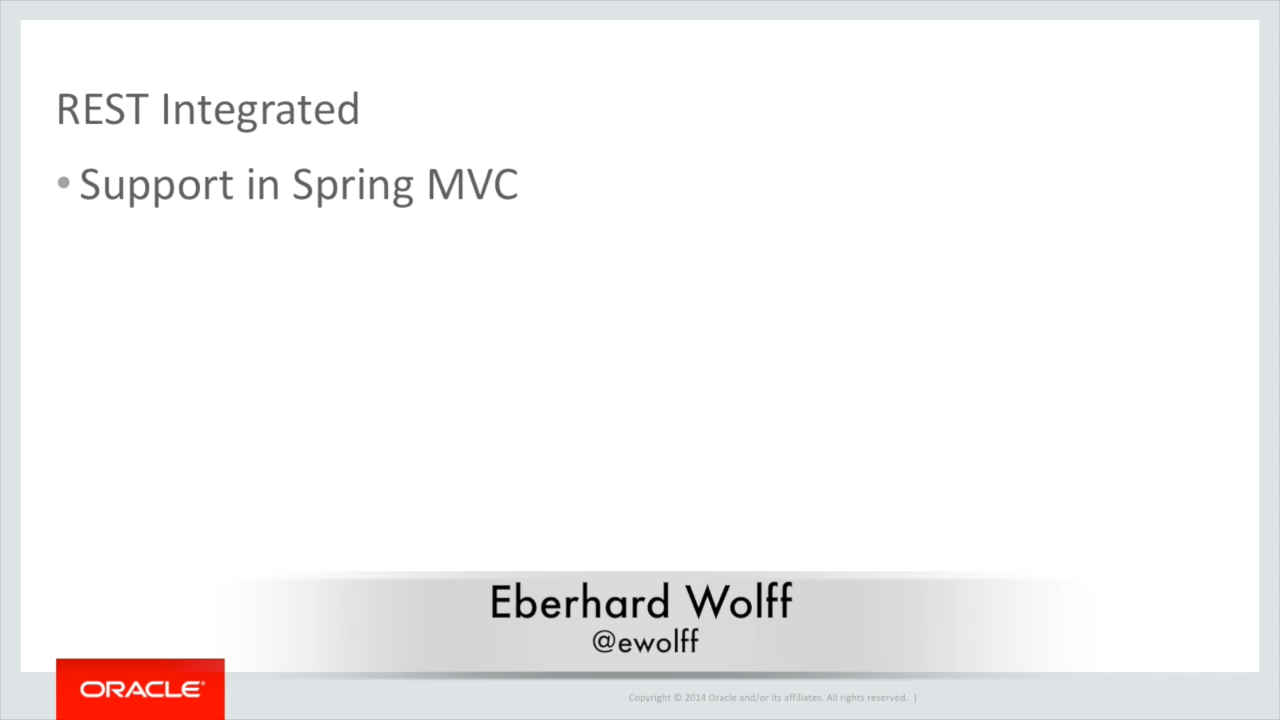 REST Integrated
• Support in Spring MVC
Eberhard Wolff
@ewolff
ORACLE®
Copyright © 2014 Oracle and/or its affiliates. All rights reserved. |